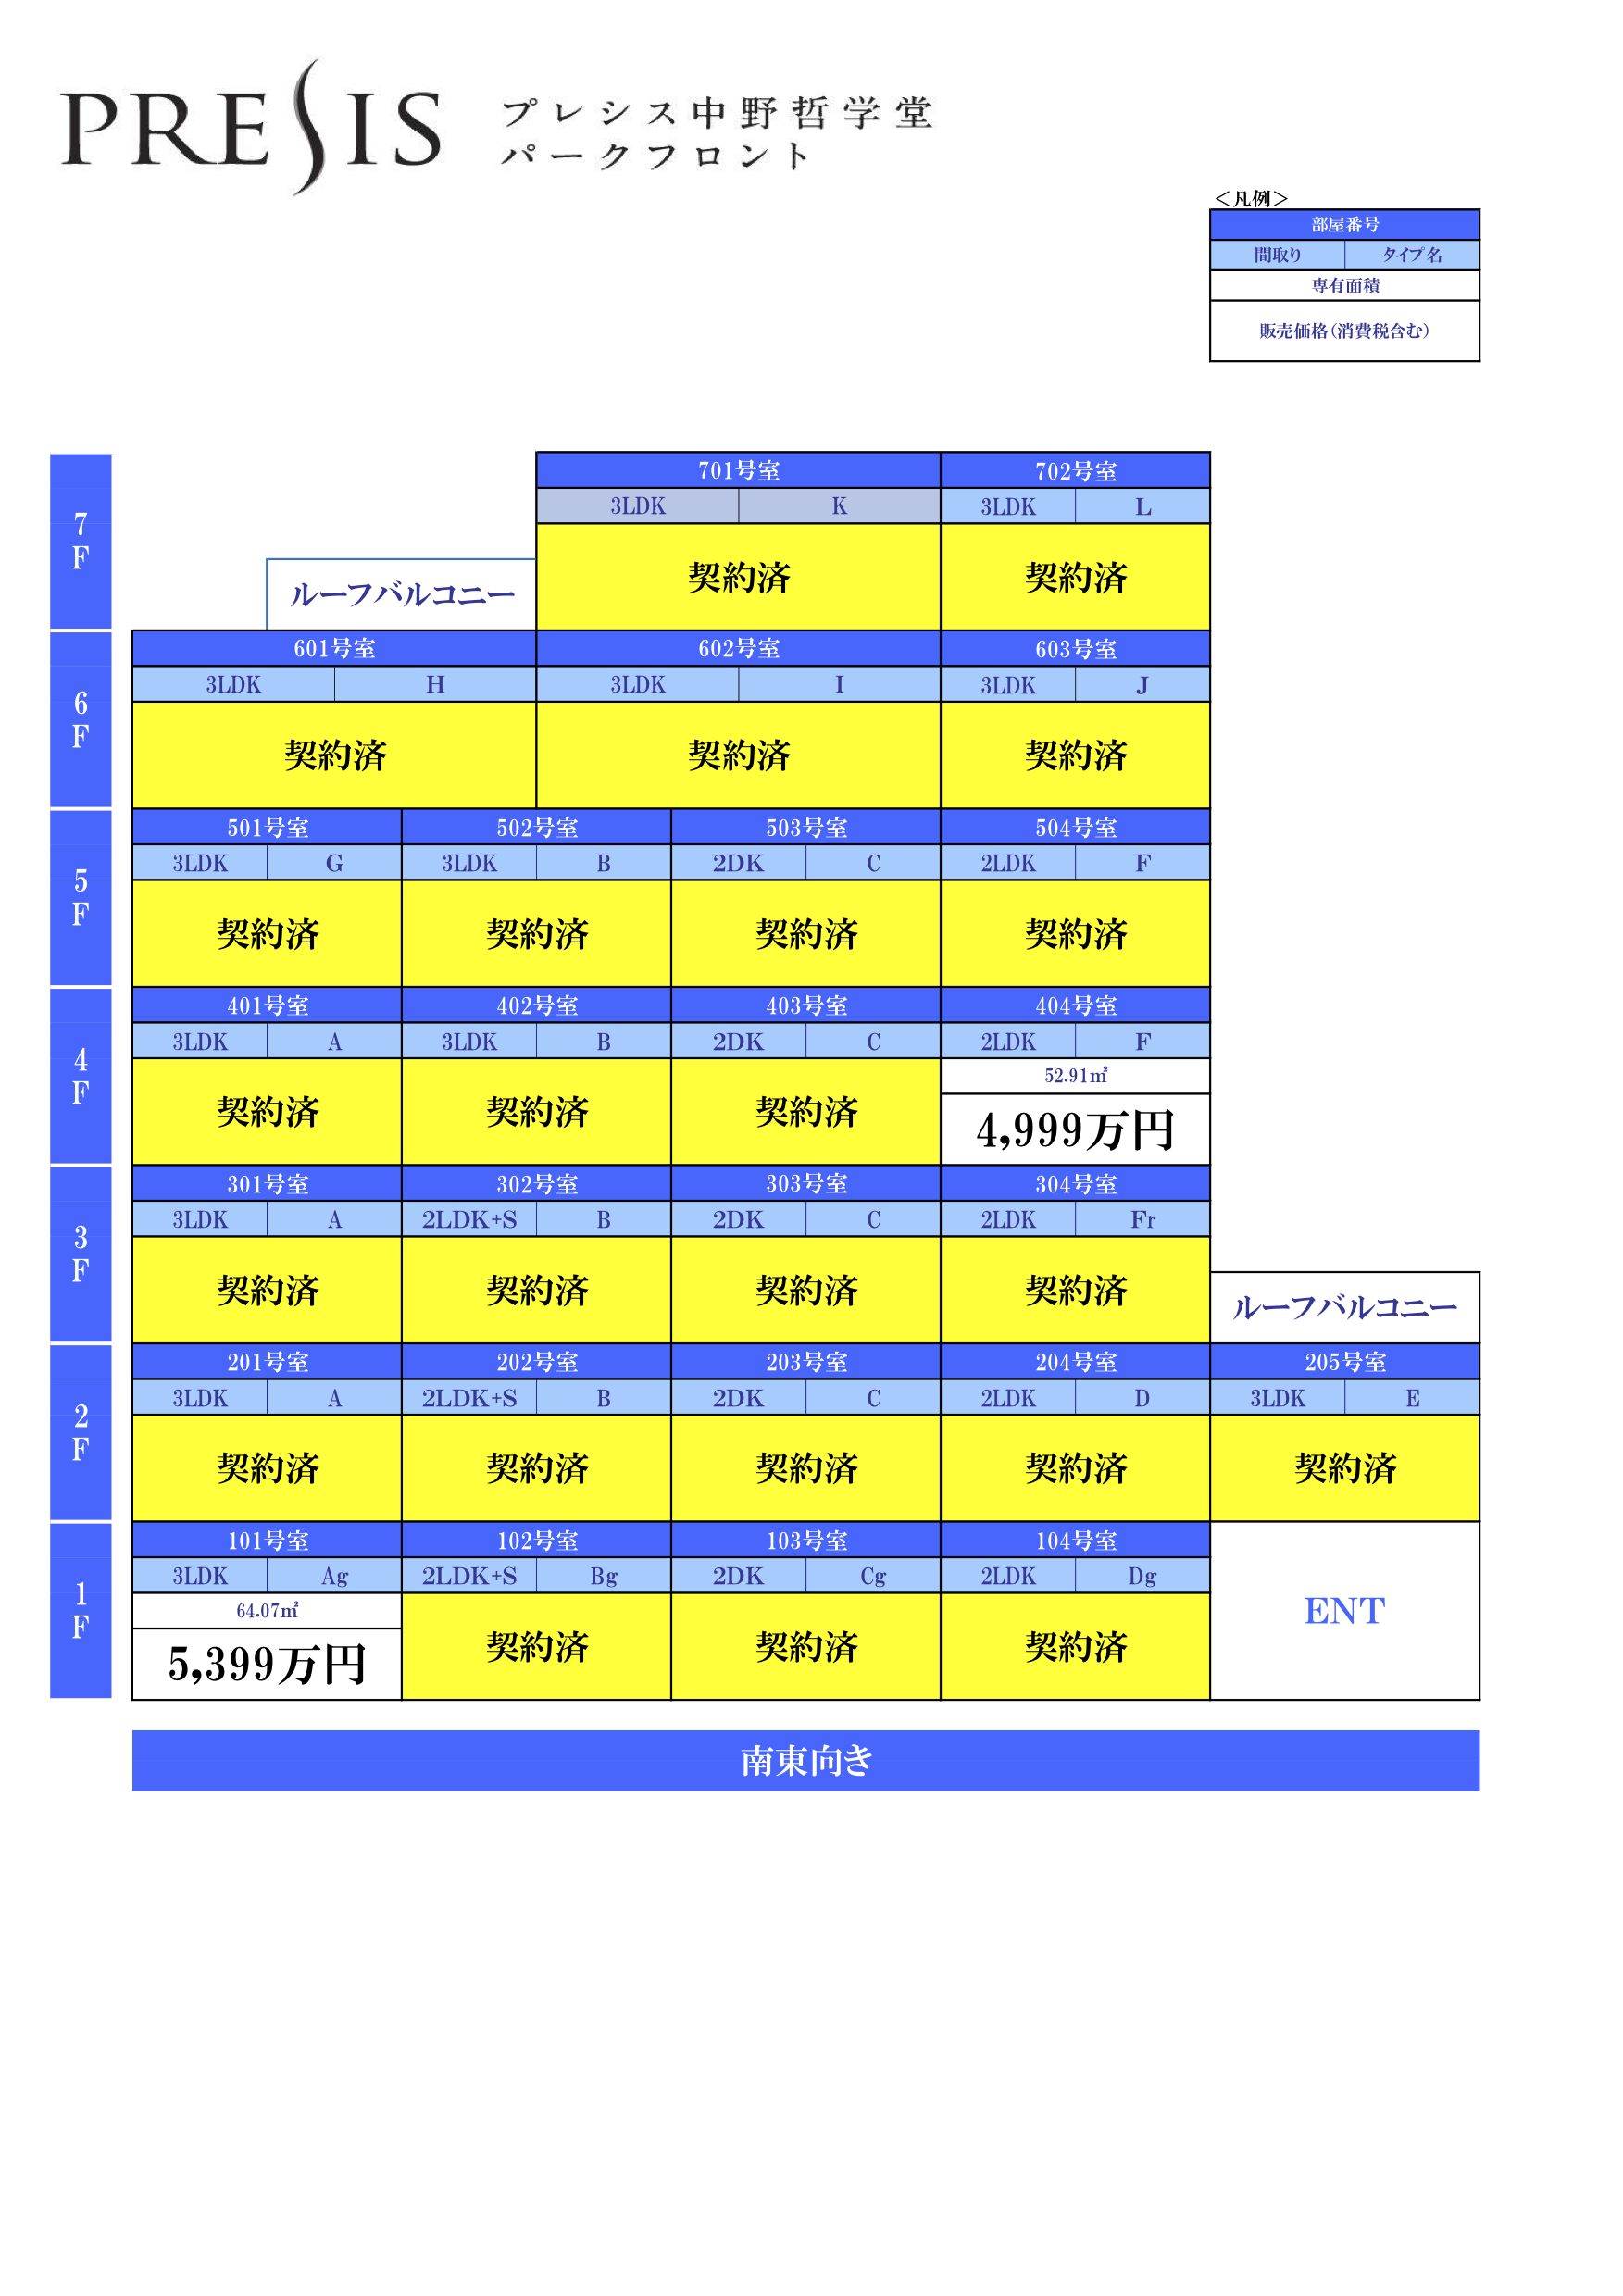 PRESIS
プレシス中野哲学堂
パークフロント
＜凡例＞
部屋番号
間取り タイプ名
専有面積
販売価格（消費税含む）
7F
701号室 702号室
3LDK K 3LDK L
契約済 契約済
ルーフバルコニー
6F
601号室 602号室 603号室
3LDK H 3LDK I 3LDK J
契約済 契約済 契約済
5F
501号室 502号室 503号室 504号室
3LDK G 3LDK B 2DK C 2LDK F
契約済 契約済 契約済 契約済
4F
401号室 402号室 403号室 404号室
3LDK A 3LDK B 2DK C 2LDK F
52.91㎡
契約済 契約済 契約済 4,999万円
3F
301号室 302号室 303号室 304号室
3LDK A 2LDK+S B 2DK C 2LDK Fr
契約済 契約済 契約済 契約済 ルーフバルコニー
2F
201号室 202号室 203号室 204号室 205号室
3LDK A 2LDK+S B 2DK C 2LDK D 3LDK E
契約済 契約済 契約済 契約済 契約済
1F
101号室 102号室 103号室 104号室
3LDK Ag 2LDK+S Bg 2DK Cg 2LDK Dg
64.07㎡
5,399万円 契約済 契約済 契約済 ENT
南東向き